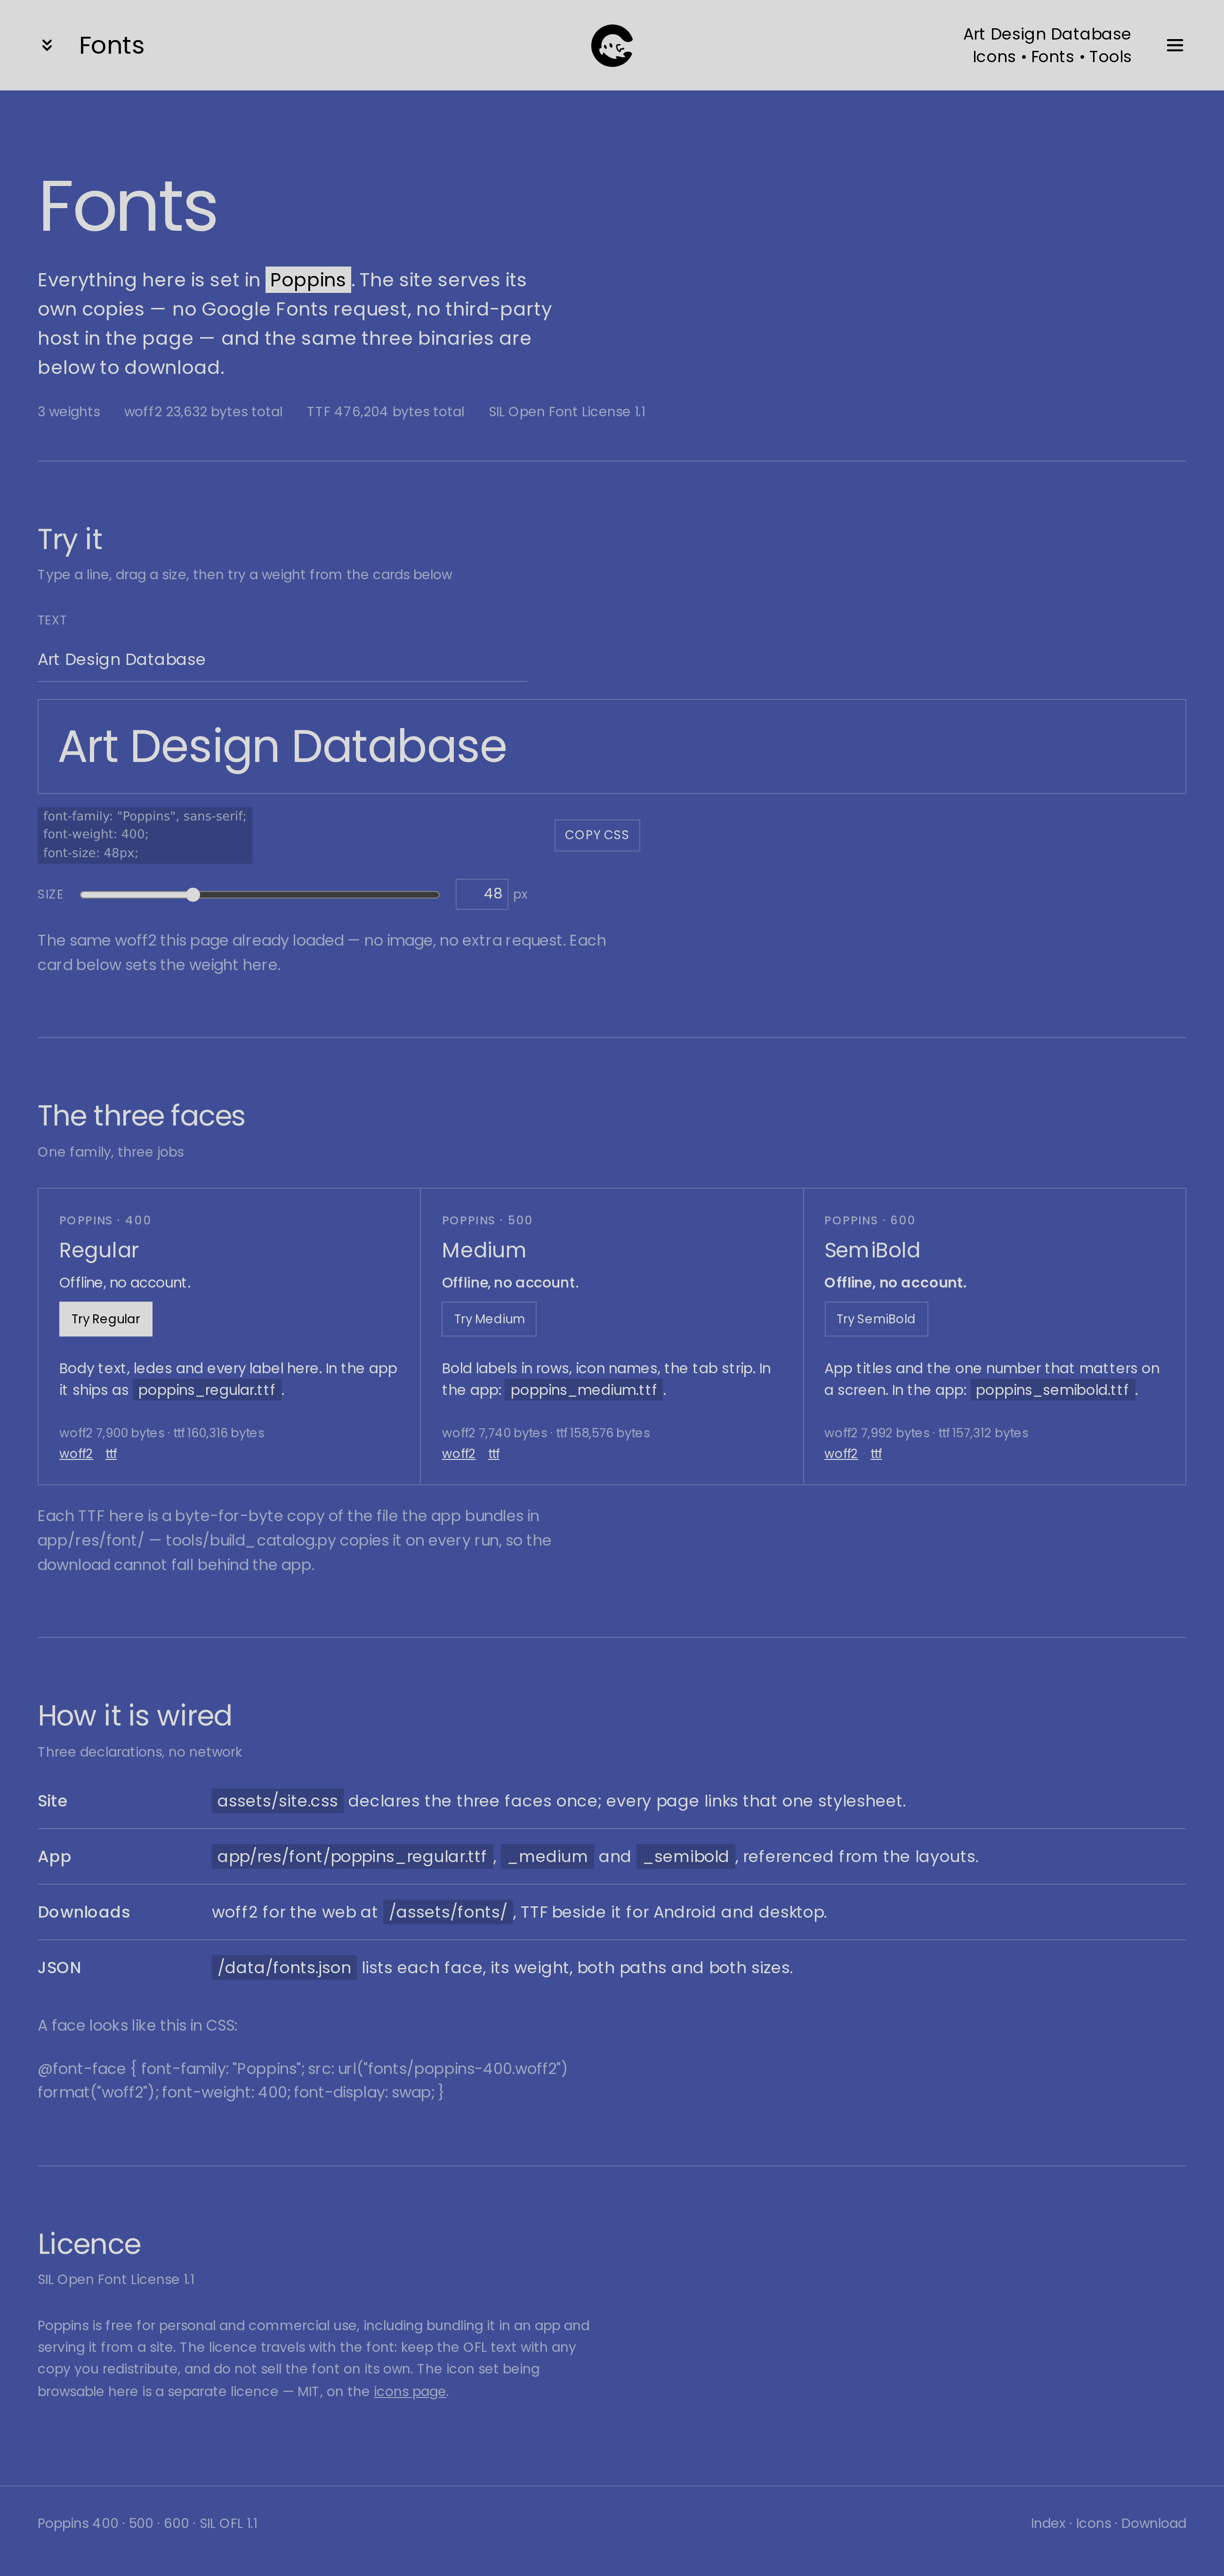 Fonts
Art Design Database
Icons • Fonts • Tools
Fonts
Everything here is set in Poppins. The site serves its
own copies — no Google Fonts request, no third-party
host in the page — and the same three binaries are
below to download.
3 weights woff2 23,632 bytes total TTF 476,204 bytes total SIL Open Font License 1.1
Try it
Type a line, drag a size, then try a weight from the cards below
TEXT
Art Design Database
Art Design Database
font-family: "Poppins", sans-serif;
font-weight: 400;
font-size: 48px;
COPY CSS
SIZE 48 px
The same woff2 this page already loaded — no image, no extra request. Each
card below sets the weight here.
The three faces
One family, three jobs
POPPINS · 400
Regular
Offline, no account.
Try Regular
Body text, ledes and every label here. In the app
it ships as poppins_regular.ttf.
woff2 7,900 bytes · ttf 160,316 bytes
woff2 ttf
POPPINS · 500
Medium
Offline, no account.
Try Medium
Bold labels in rows, icon names, the tab strip. In
the app: poppins_medium.ttf.
woff2 7,740 bytes · ttf 158,576 bytes
woff2 ttf
POPPINS · 600
SemiBold
Offline, no account.
Try SemiBold
App titles and the one number that matters on
a screen. In the app: poppins_semibold.ttf.
woff2 7,992 bytes · ttf 157,312 bytes
woff2 ttf
Each TTF here is a byte-for-byte copy of the file the app bundles in
app/res/font/ — tools/build_catalog.py copies it on every run, so the
download cannot fall behind the app.
How it is wired
Three declarations, no network
Site assets/site.css declares the three faces once; every page links that one stylesheet.
App app/res/font/poppins_regular.ttf, _medium and _semibold, referenced from the layouts.
Downloads woff2 for the web at /assets/fonts/, TTF beside it for Android and desktop.
JSON /data/fonts.json lists each face, its weight, both paths and both sizes.
A face looks like this in CSS:
@font-face { font-family: "Poppins"; src: url("fonts/poppins-400.woff2")
format("woff2"); font-weight: 400; font-display: swap; }
Licence
SIL Open Font License 1.1
Poppins is free for personal and commercial use, including bundling it in an app and
serving it from a site. The licence travels with the font: keep the OFL text with any
copy you redistribute, and do not sell the font on its own. The icon set being
browsable here is a separate licence — MIT, on the icons page.
Poppins 400 · 500 · 600 · SIL OFL 1.1
Index · Icons · Download